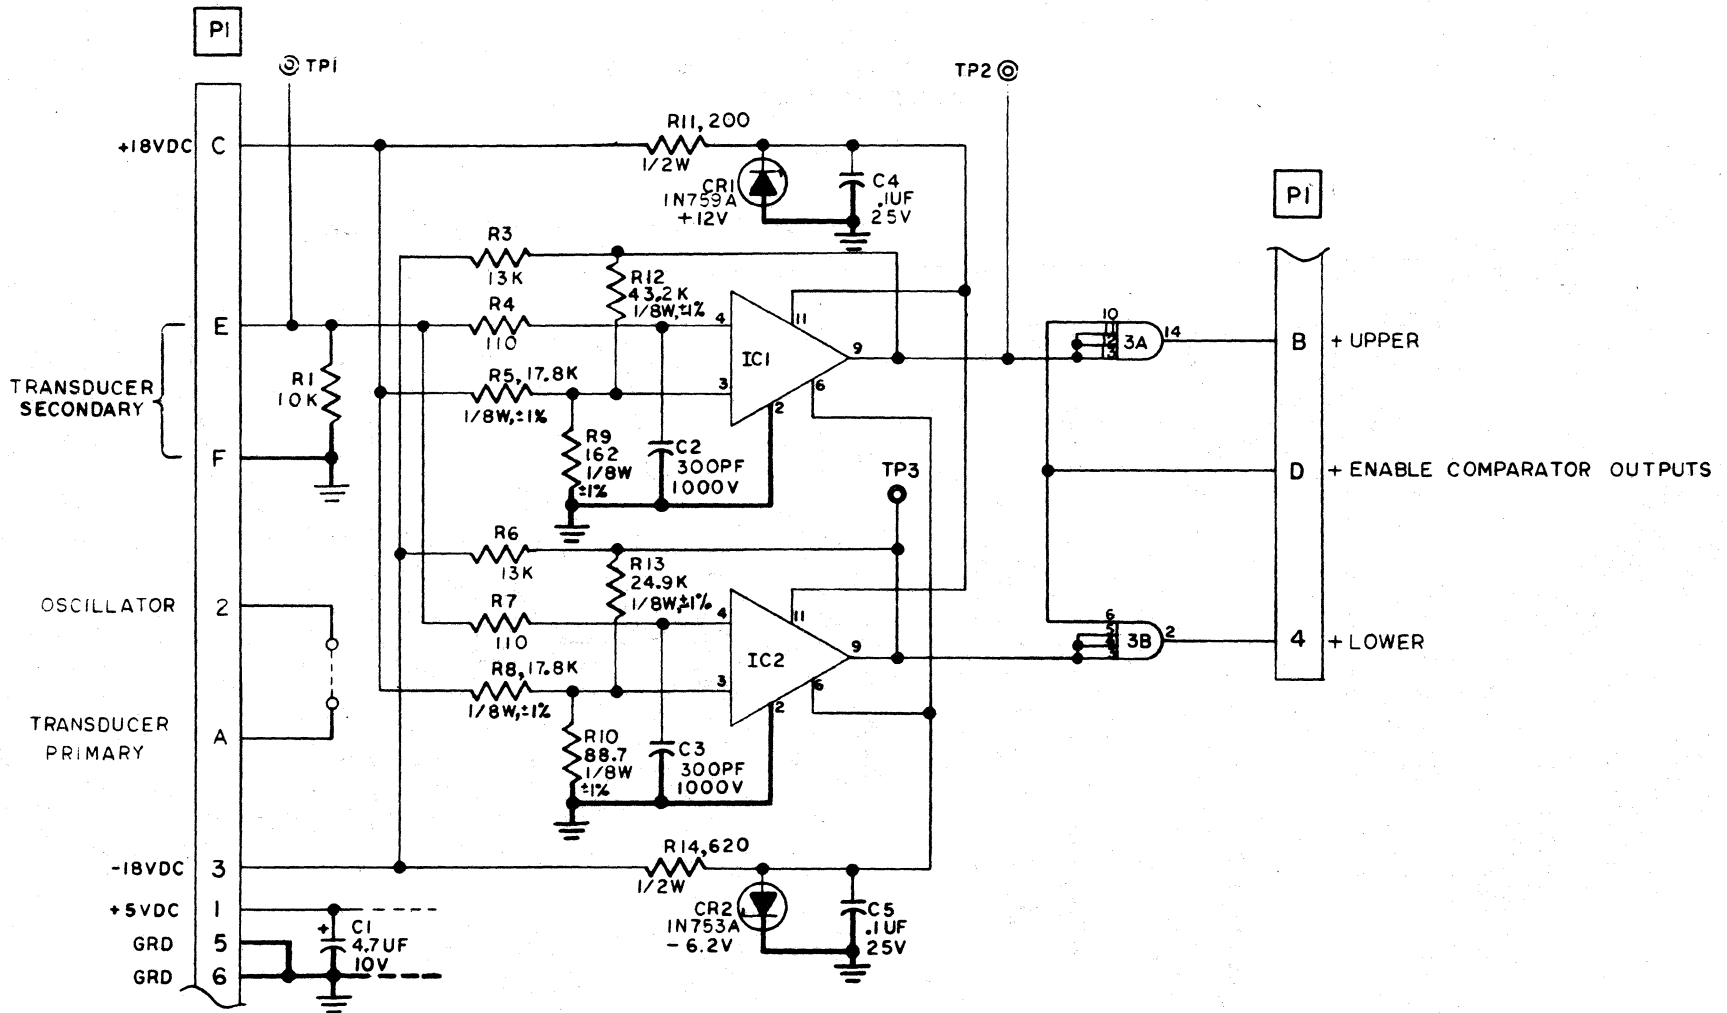 P1
TP1
TP2
R11, 200
+18VDC
C
1/2W
CR1
1N759A
+12V
C4
.1UF
25V
P1
R3
13K
R12
43.2K
1/8W,±1%
R4
110
4
11
E
IC1
9
6
3
2
R5, 17.8K
1/8W,±1%
R1
10K
TRANSDUCER
SECONDARY
F
R9
162
1/8W
±1%
C2
300PF
1000V
TP3
10
11
2
3
3A
14
B
+ UPPER
D
+ ENABLE COMPARATOR OUTPUTS
R6
13K
R13
24.9K
1/8W,±1%
OSCILLATOR
2
R7
110
4
11
IC2
9
6
3
2
R8, 17.8K
1/8W,±1%
6
5
3B
2
4
+ LOWER
TRANSDUCER
PRIMARY
A
R10
88.7
1/8W
±1%
C3
300PF
1000V
-18VDC
3
R14, 620
1/2W
CR2
1N753A
-6.2V
C5
.1UF
25V
+5VDC
1
+
C1
4.7UF
10V
GRD
5
GRD
6